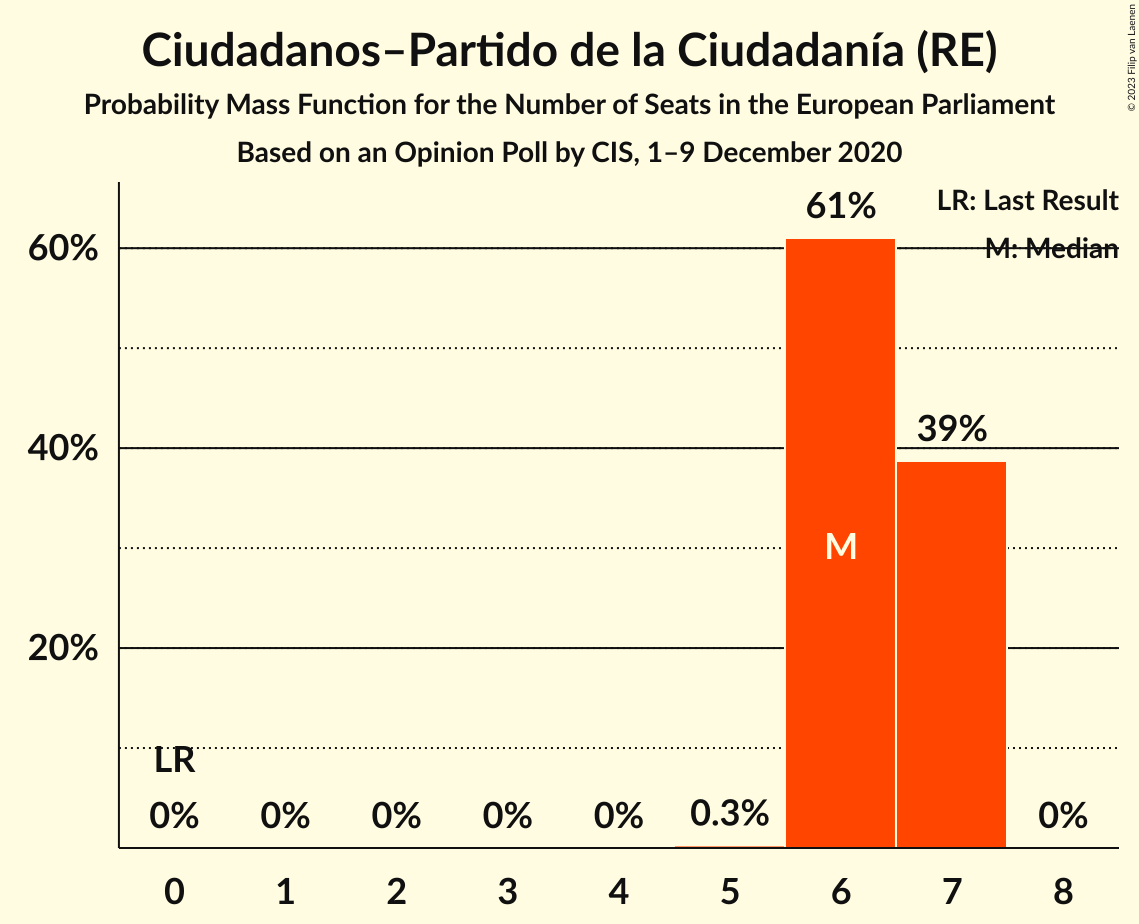 Ciudadanos–Partido de la Ciudadanía (RE)
Probability Mass Function for the Number of Seats in the European Parliament
Based on an Opinion Poll by CIS, 1–9 December 2020
© 2023 Filip van Laenen
LR: Last Result
M: Median
61%
60%
39%
40%
M
20%
LR
0% 0% 0% 0% 0% 0.3% 0%
0 1 2 3 4 5 6 7 8